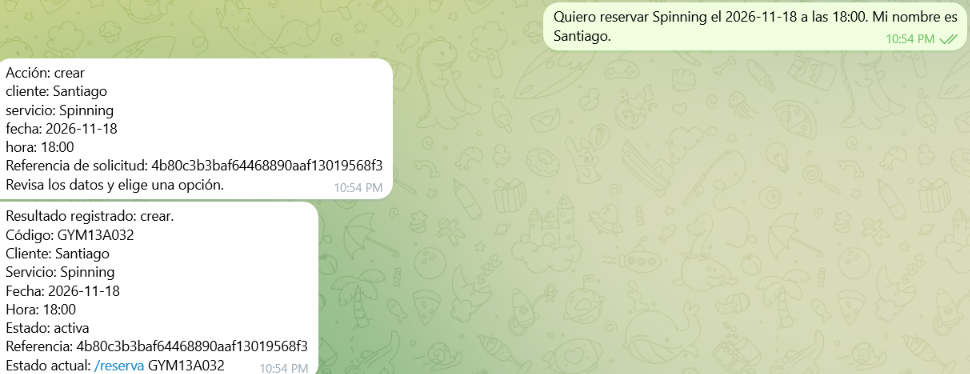 Quiero reservar Spinning el 2026-11-18 a las 18:00. Mi nombre es
Santiago.
10:54 PM
Acción: crear
cliente: Santiago
servicio: Spinning
fecha: 2026-11-18
hora: 18:00
Referencia de solicitud: 4b80c3b3baf64468890aaf13019568f3
Revisa los datos y elige una opción.
10:54 PM
Resultado registrado: crear.
Código: GYM13A032
Cliente: Santiago
Servicio: Spinning
Fecha: 2026-11-18
Hora: 18:00
Estado: activa
Referencia: 4b80c3b3baf64468890aaf13019568f3
Estado actual: /reserva GYM13A032
10:54 PM